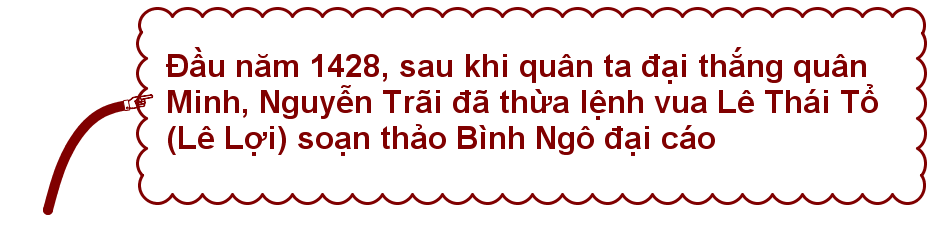 Đầu năm 1428, sau khi quân ta đại thắng quân
Minh, Nguyễn Trãi đã thừa lệnh vua Lê Thái Tổ
(Lê Lợi) soạn thảo Bình Ngô đại cáo